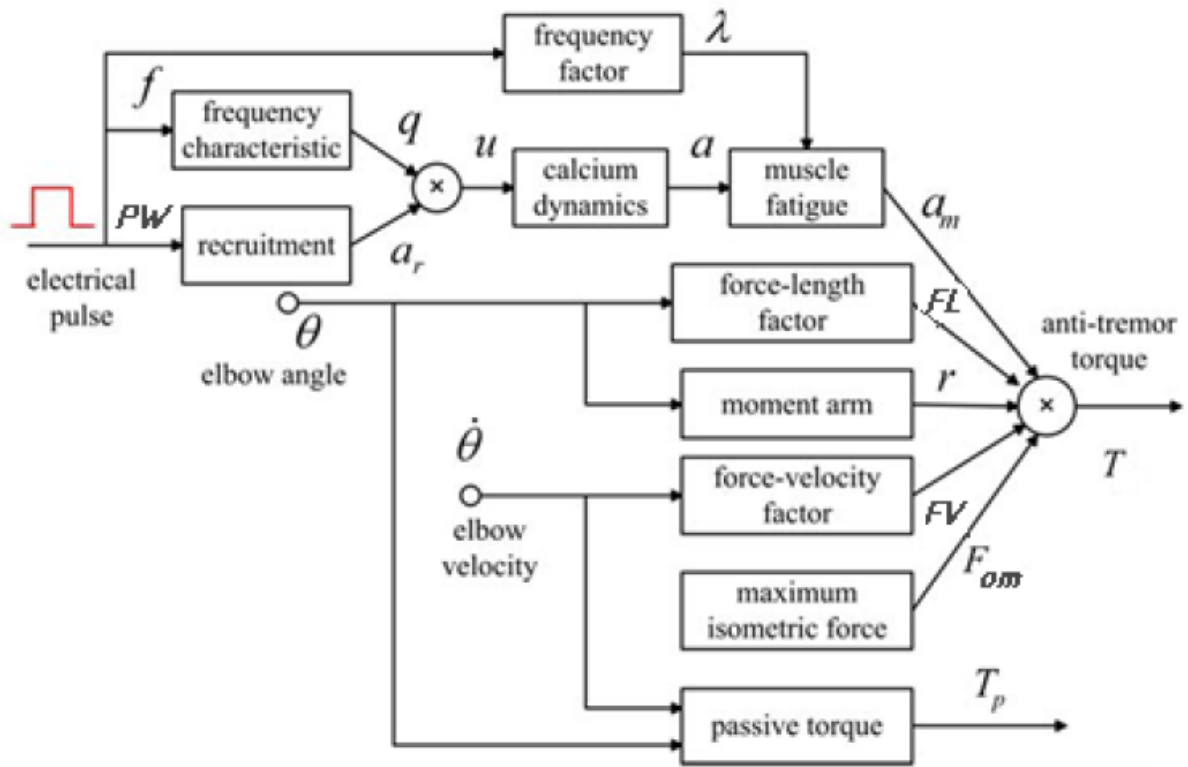 frequency
factor
λ
f
frequency
characteristic
q
×
u
calcium
dynamics
a
muscle
fatigue
a_m
PW
recruitment
a_r
electrical
pulse
θ
elbow angle
force-length
factor
FL
anti-tremor
torque
moment arm
r
×
T
θ̇
elbow
velocity
force-velocity
factor
FV
maximum
isometric force
F_om
passive torque
T_p